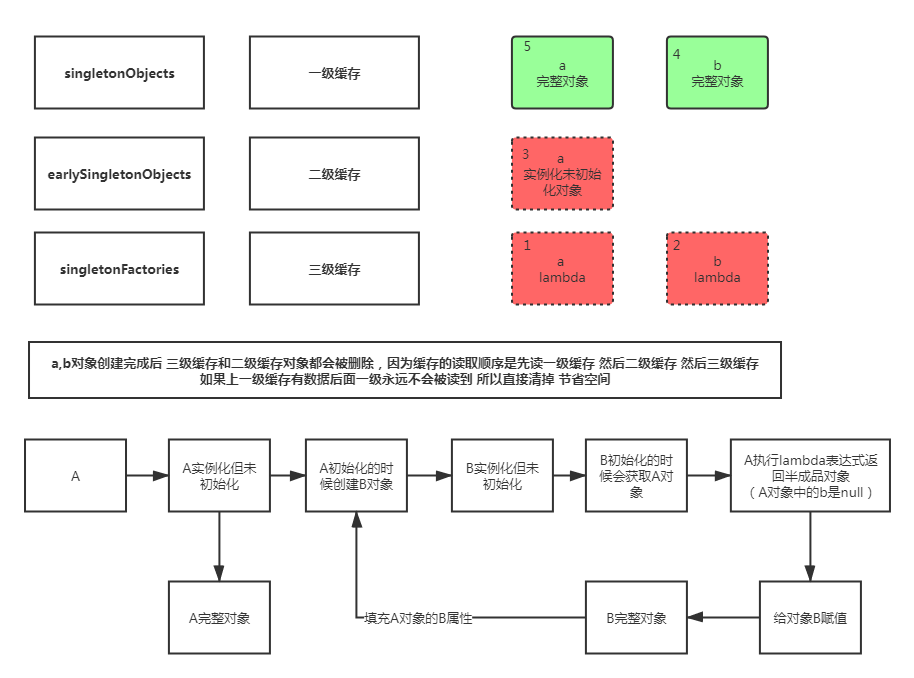 singletonObjects
一级缓存
5
a
完整对象
4
b
完整对象
earlySingletonObjects
二级缓存
3
a
实例化未初始
化对象
singletonFactories
三级缓存
1
a
lambda
2
b
lambda
a,b对象创建完成后 三级缓存和二级缓存对象都会被删除，因为缓存的读取顺序是先读一级缓存 然后二级缓存 然后三级缓存
如果上一级缓存有数据后面一级永远不会被读到 所以直接清掉 节省空间
A
A实例化但未
初始化
A初始化的时
候创建B对象
B实例化但未
初始化
B初始化的时
候会获取A对
象
A执行lambda表达式返
回半成品对象
（A对象中的b是null）
A完整对象
填充A对象的B属性
B完整对象
给对象B赋值